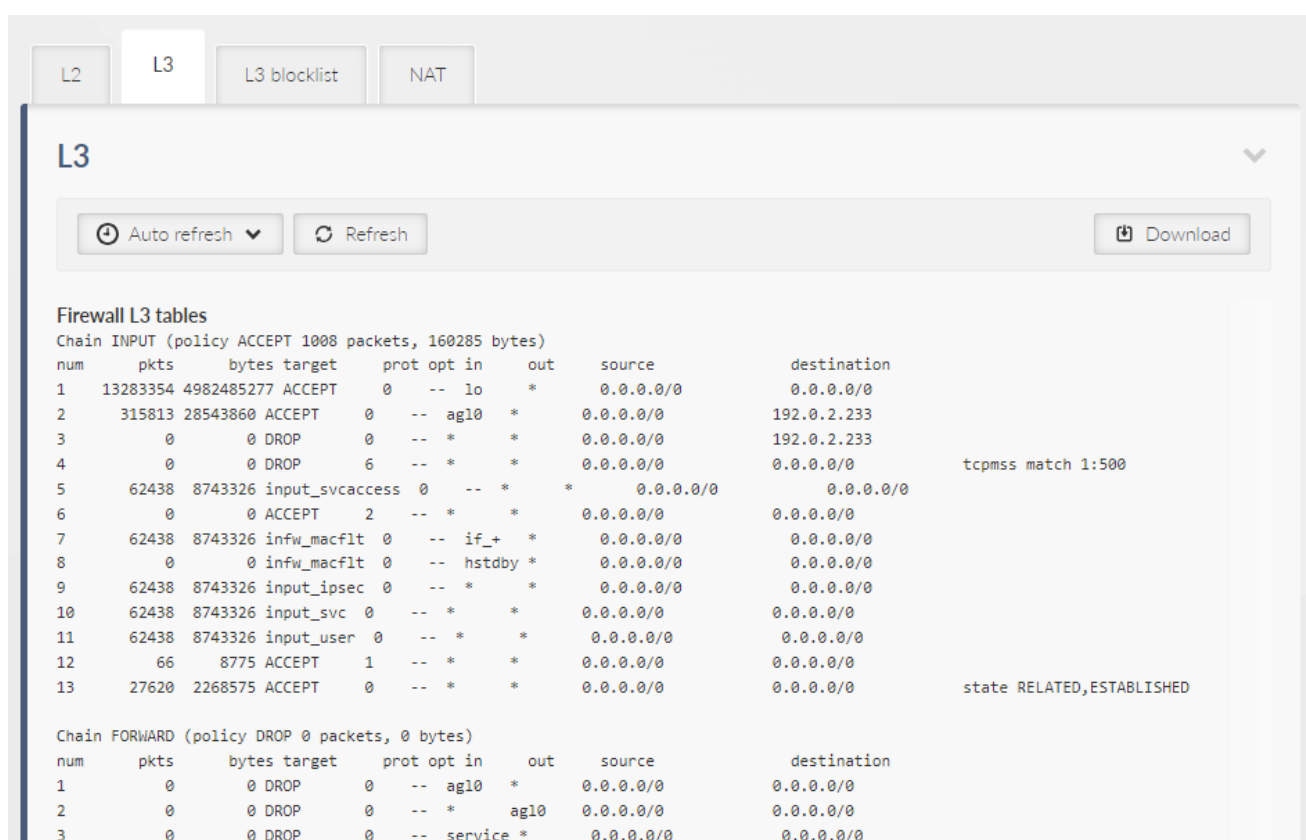 L2 L3 L3 blocklist NAT
L3
Auto refresh Refresh Download
Firewall L3 tables
Chain INPUT (policy ACCEPT 1008 packets, 160285 bytes)
num pkts bytes target prot opt in out source destination
1 13283354 4982485277 ACCEPT 0 -- lo * 0.0.0.0/0 0.0.0.0/0
2 315813 28543860 ACCEPT 0 -- agl0 * 0.0.0.0/0 192.0.2.233
3 0 0 DROP 0 -- * * 0.0.0.0/0 192.0.2.233
4 0 0 DROP 6 -- * * 0.0.0.0/0 0.0.0.0/0 tcpmss match 1:500
5 62438 8743326 input_svcaccess 0 -- * * 0.0.0.0/0 0.0.0.0/0
6 0 0 ACCEPT 2 -- * * 0.0.0.0/0 0.0.0.0/0
7 62438 8743326 infw_macflt 0 -- if_+ * 0.0.0.0/0 0.0.0.0/0
8 0 0 infw_macflt 0 -- hstdby * 0.0.0.0/0 0.0.0.0/0
9 62438 8743326 input_ipsec 0 -- * * 0.0.0.0/0 0.0.0.0/0
10 62438 8743326 input_svc 0 -- * * 0.0.0.0/0 0.0.0.0/0
11 62438 8743326 input_user 0 -- * * 0.0.0.0/0 0.0.0.0/0
12 66 8775 ACCEPT 1 -- * * 0.0.0.0/0 0.0.0.0/0
13 27620 2268575 ACCEPT 0 -- * * 0.0.0.0/0 0.0.0.0/0 state RELATED,ESTABLISHED
Chain FORWARD (policy DROP 0 packets, 0 bytes)
num pkts bytes target prot opt in out source destination
1 0 0 DROP 0 -- agl0 * 0.0.0.0/0 0.0.0.0/0
2 0 0 DROP 0 -- * agl0 0.0.0.0/0 0.0.0.0/0
3 0 0 DROP 0 -- service * 0.0.0.0/0 0.0.0.0/0